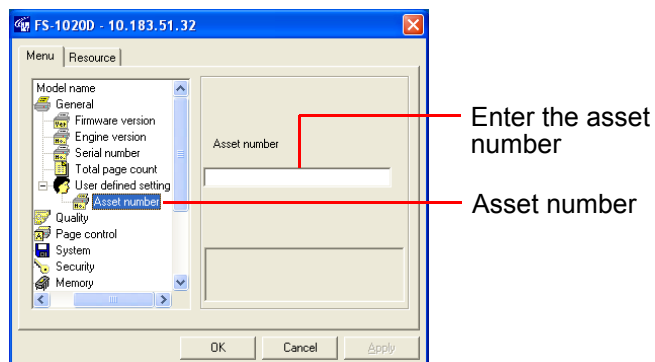 FS-1020D - 10.183.51.32
Menu
Resource
Model name
General
Firmware version
Engine version
Serial number
Total page count
User defined setting
Asset number
Quality
Page control
System
Security
Memory
Asset number
OK
Cancel
Apply
Enter the asset
number
Asset number